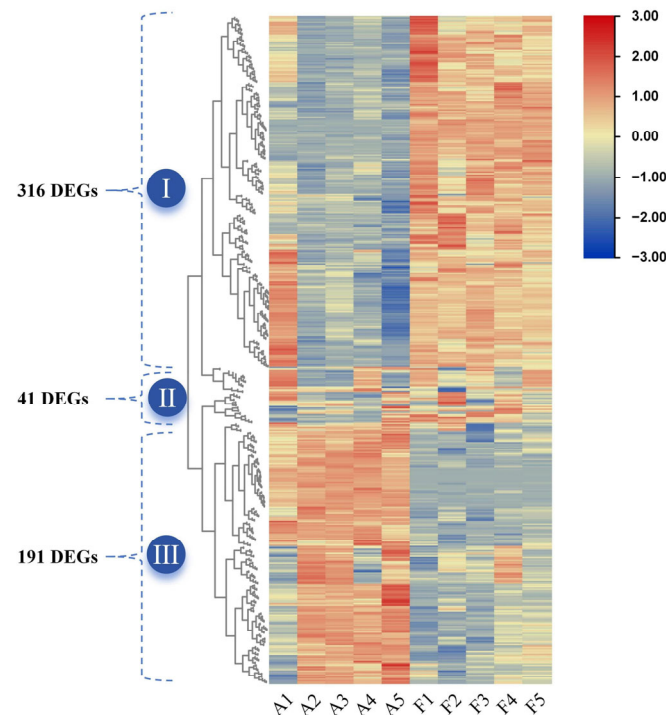 3.00
2.00
1.00
0.00
−1.00
−2.00
−3.00
316 DEGs
I
41 DEGs
II
191 DEGs
III
A1 A2 A3 A4 A5 F1 F2 F3 F4 F5